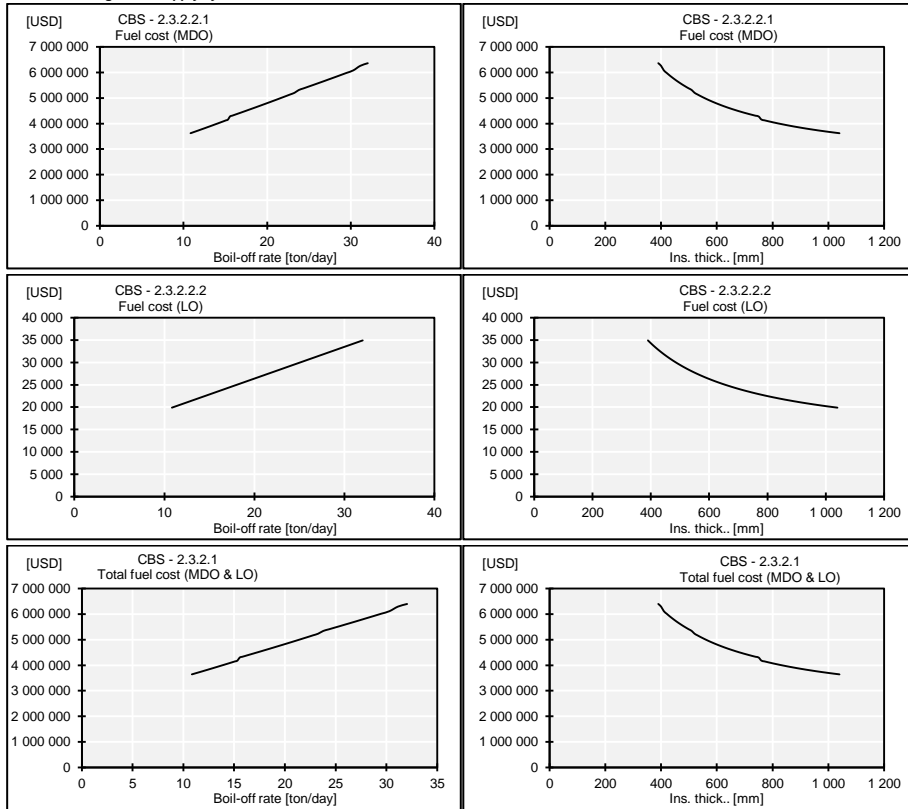 [USD]
CBS - 2.3.2.2.1
Fuel cost (MDO)
7 000 000
6 000 000
5 000 000
4 000 000
3 000 000
2 000 000
1 000 000
0
0 10 20 30 40
Boil-off rate [ton/day]
[USD]
CBS - 2.3.2.2.1
Fuel cost (MDO)
7 000 000
6 000 000
5 000 000
4 000 000
3 000 000
2 000 000
1 000 000
0
0 200 400 600 800 1 000 1 200
Ins. thick.. [mm]
[USD]
CBS - 2.3.2.2.2
Fuel cost (LO)
40 000
35 000
30 000
25 000
20 000
15 000
10 000
5 000
0
0 10 20 30 40
Boil-off rate [ton/day]
[USD]
CBS - 2.3.2.2.2
Fuel cost (LO)
40 000
35 000
30 000
25 000
20 000
15 000
10 000
5 000
0
0 200 400 600 800 1 000 1 200
Ins. thick.. [mm]
[USD]
CBS - 2.3.2.1
Total fuel cost (MDO & LO)
7 000 000
6 000 000
5 000 000
4 000 000
3 000 000
2 000 000
1 000 000
0
0 5 10 15 20 25 30 35
Boil-off rate [ton/day]
[USD]
CBS - 2.3.2.1
Total fuel cost (MDO & LO)
7 000 000
6 000 000
5 000 000
4 000 000
3 000 000
2 000 000
1 000 000
0
0 200 400 600 800 1 000 1 200
Ins. thick.. [mm]